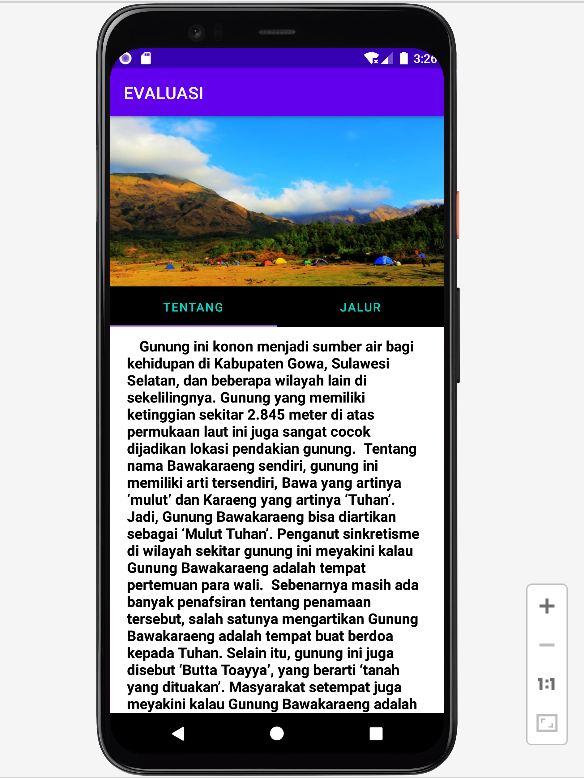 3:26
EVALUASI
TENTANG
JALUR
Gunung ini konon menjadi sumber air bagi
kehidupan di Kabupaten Gowa, Sulawesi
Selatan, dan beberapa wilayah lain di
sekelilingnya. Gunung yang memiliki
ketinggian sekitar 2.845 meter di atas
permukaan laut ini juga sangat cocok
dijadikan lokasi pendakian gunung.  Tentang
nama Bawakaraeng sendiri, gunung ini
memiliki arti tersendiri, Bawa yang artinya
‘mulut’ dan Karaeng yang artinya ‘Tuhan’.
Jadi, Gunung Bawakaraeng bisa diartikan
sebagai ‘Mulut Tuhan’. Penganut sinkretisme
di wilayah sekitar gunung ini meyakini kalau
Gunung Bawakaraeng adalah tempat
pertemuan para wali.  Sebenarnya masih ada
banyak penafsiran tentang penamaan
tersebut, salah satunya mengartikan Gunung
Bawakaraeng adalah tempat buat berdoa
kepada Tuhan. Selain itu, gunung ini juga
disebut ‘Butta Toayya’, yang berarti ‘tanah
yang dituakan’. Masyarakat setempat juga
meyakini kalau Gunung Bawakaraeng adalah
1:1